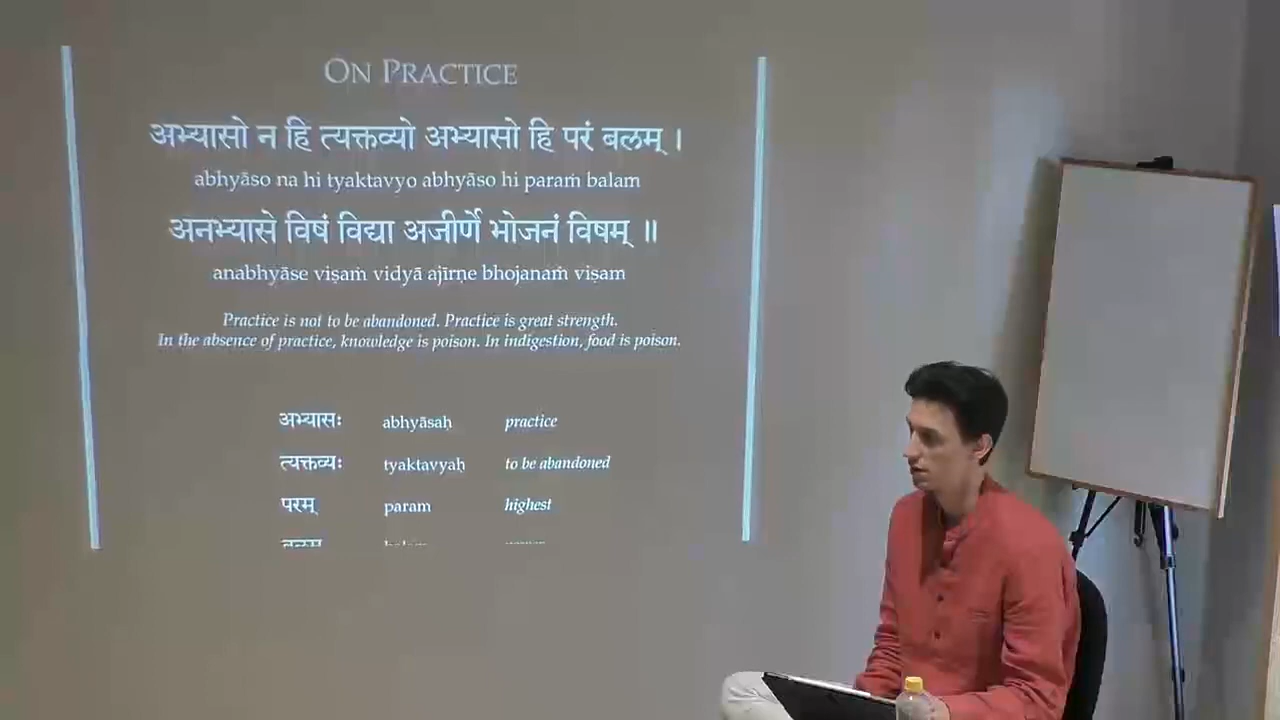 ON PRACTICE
अभ्यासो न हि त्यक्तव्यो अभ्यासो हि परं बलम् ।
abhyāso na hi tyaktavyo abhyāso hi paraṁ balam
अनभ्यासे विषं विद्या अजीर्णे भोजनं विषम् ॥
anabhyāse viṣaṁ vidyā ajīrṇe bhojanaṁ viṣam
Practice is not to be abandoned. Practice is great strength.
In the absence of practice, knowledge is poison. In indigestion, food is poison.
अभ्यासः abhyāsaḥ practice
त्यक्तव्यः tyaktavyaḥ to be abandoned
परम् param highest